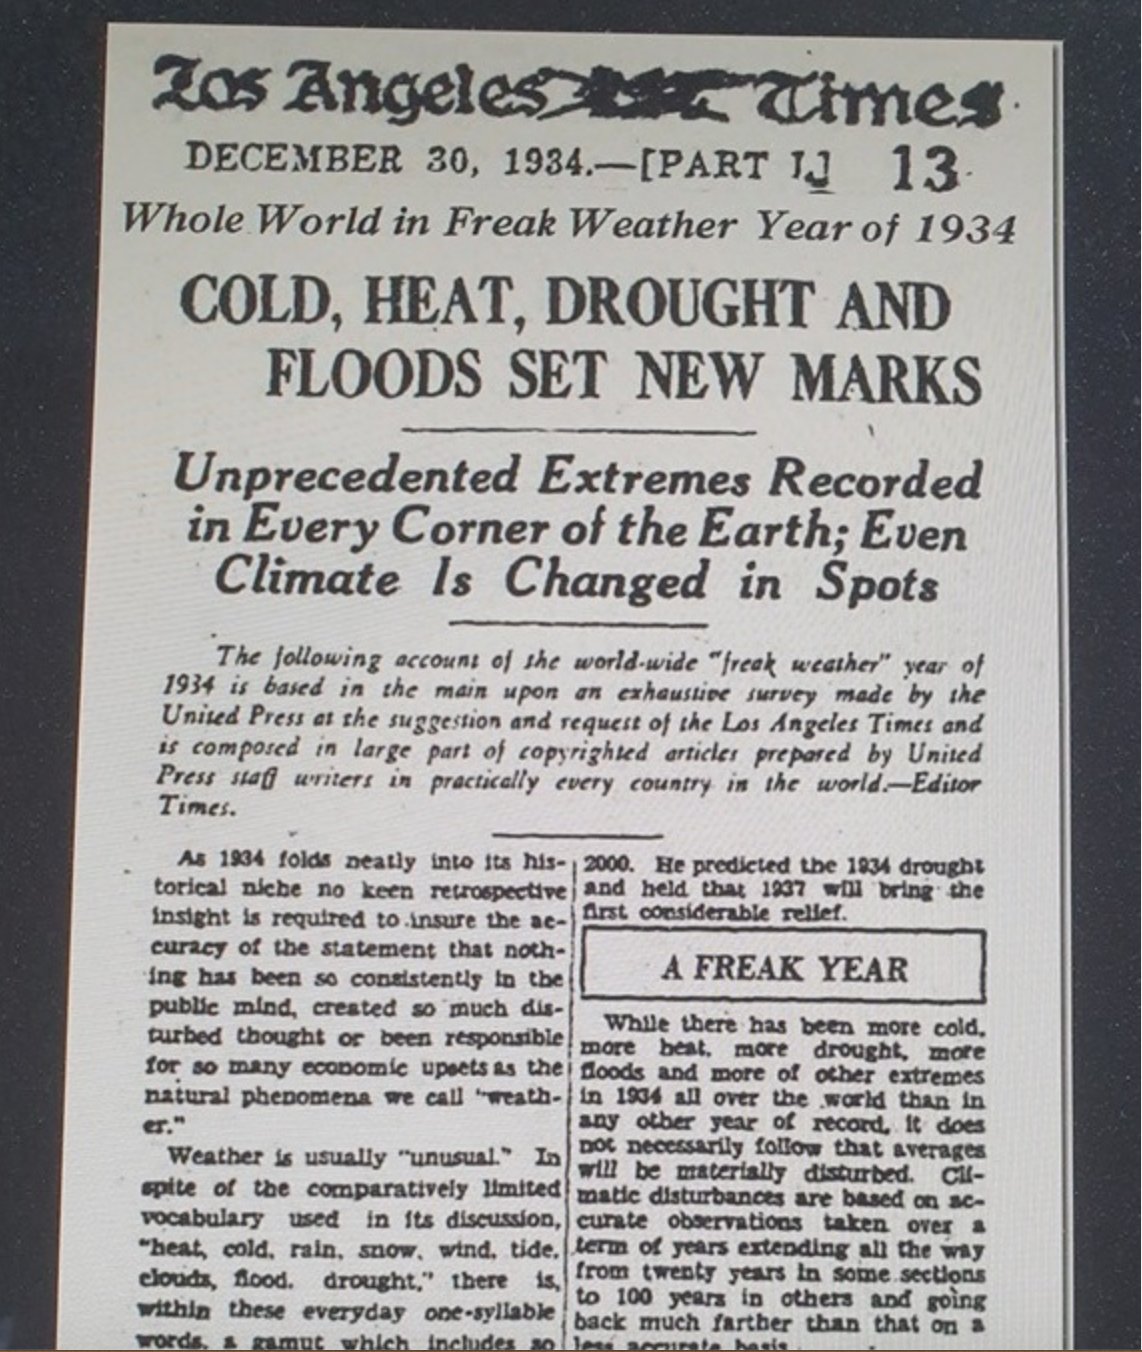 Los Angeles Times
DECEMBER 30, 1934.—[PART I.] 13
Whole World in Freak Weather Year of 1934
COLD, HEAT, DROUGHT AND
FLOODS SET NEW MARKS
Unprecedented Extremes Recorded
in Every Corner of the Earth; Even
Climate Is Changed in Spots
The following account of the world-wide "freak weather" year of
1934 is based in the main upon an exhaustive survey made by the
United Press at the suggestion and request of the Los Angeles Times and
is composed in large part of copyrighted articles prepared by United
Press staff writers in practically every country in the world.—Editor
Times.
As 1934 folds neatly into its his-
torical niche no keen retrospective
insight is required to insure the ac-
curacy of the statement that noth-
ing has been so consistently in the
public mind, created so much dis-
turbed thought or been responsible
for so many economic upsets as the
natural phenomena we call "weath-
er."
Weather is usually "unusual." In
spite of the comparatively limited
vocabulary used in its discussion,
"heat, cold, rain, snow, wind, tide,
clouds, flood, drought," there is,
within these everyday one-syllable
words, a gamut which includes so
2000. He predicted the 1934 drought
and held that 1937 will bring the
first considerable relief.
A FREAK YEAR
While there has been more cold,
more heat, more drought, more
floods and more of other extremes
in 1934 all over the world than in
any other year of record, it does
not necessarily follow that averages
will be materially disturbed. Cli-
matic disturbances are based on ac-
curate observations taken over a
term of years extending all the way
from twenty years in some sections
to 100 years in others and going
back much farther than that on a
less accurate basis.